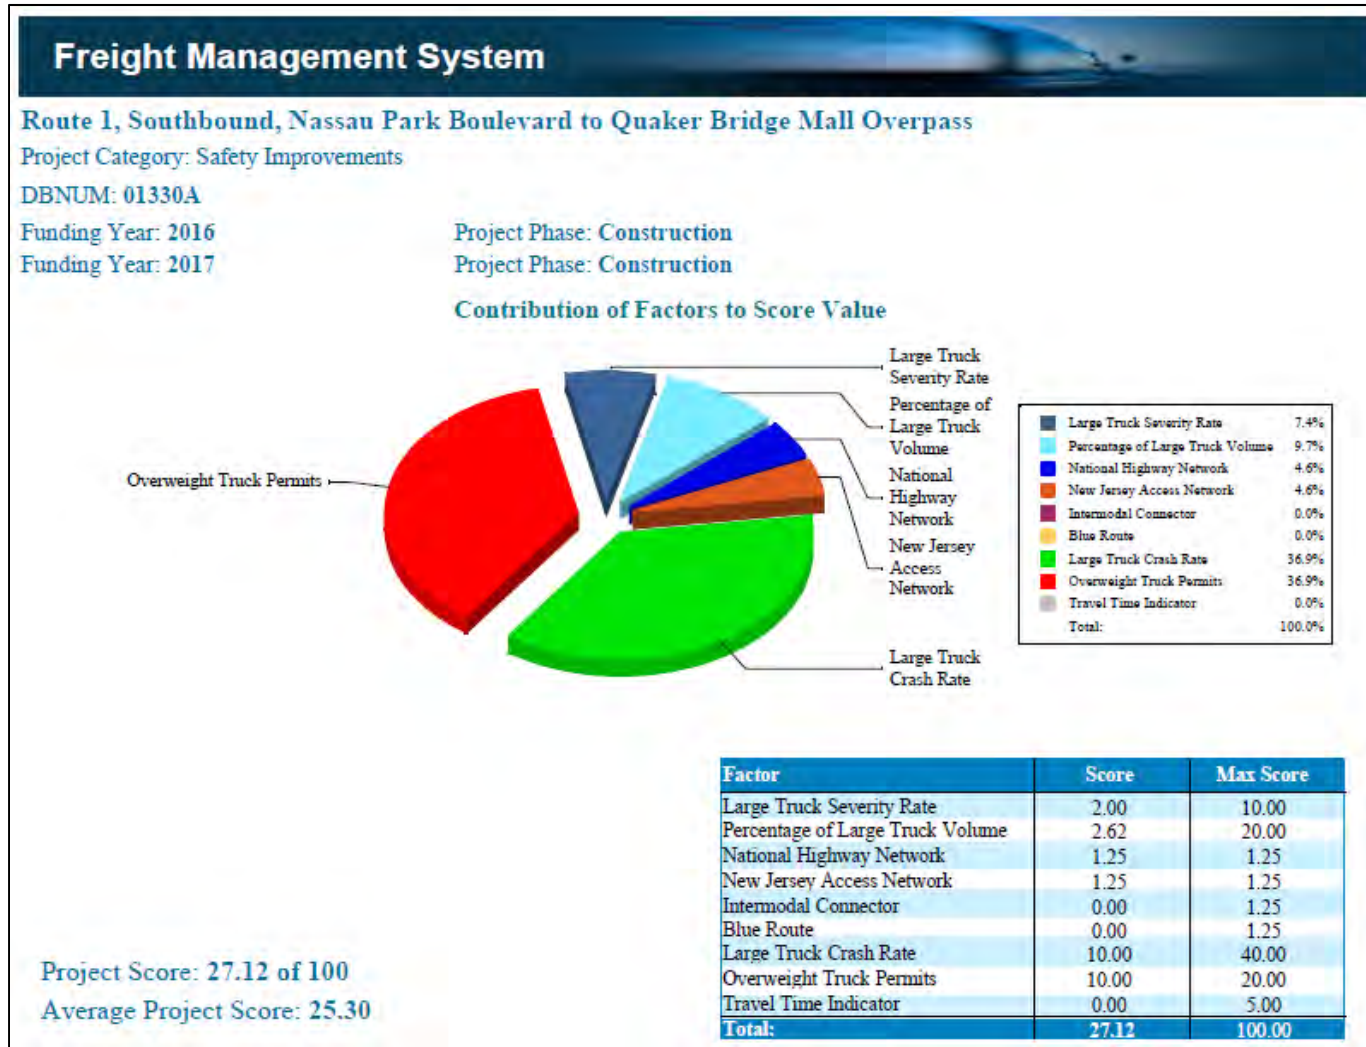 Freight Management System
Route 1, Southbound, Nassau Park Boulevard to Quaker Bridge Mall Overpass
Project Category: Safety Improvements
DBNUM: 01330A
Funding Year: 2016 Project Phase: Construction
Funding Year: 2017 Project Phase: Construction
Contribution of Factors to Score Value
Large Truck
Severity Rate
Percentage of
Large Truck
Volume
National
Highway
Network
New Jersey
Access
Network
Large Truck
Crash Rate
Overweight Truck Permits
Large Truck Severity Rate 7.4%
Percentage of Large Truck Volume 9.7%
National Highway Network 4.6%
New Jersey Access Network 4.6%
Intermodal Connector 0.0%
Blue Route 0.0%
Large Truck Crash Rate 36.9%
Overweight Truck Permits 36.9%
Travel Time Indicator 0.0%
Total: 100.0%
Factor Score Max Score
Large Truck Severity Rate 2.00 10.00
Percentage of Large Truck Volume 2.62 20.00
National Highway Network 1.25 1.25
New Jersey Access Network 1.25 1.25
Intermodal Connector 0.00 1.25
Blue Route 0.00 1.25
Large Truck Crash Rate 10.00 40.00
Overweight Truck Permits 10.00 20.00
Travel Time Indicator 0.00 5.00
Total: 27.12 100.00
Project Score: 27.12 of 100
Average Project Score: 25.30